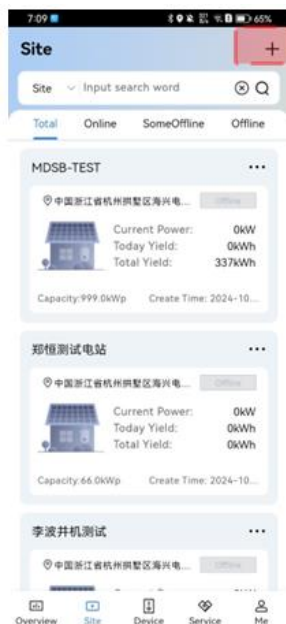 7:09 65%
Site +
Site Input search word
Total Online SomeOffline Offline
MDSB-TEST ...
中国浙江省杭州拱墅区海兴电... Offline
Current Power: 0kW
Today Yield: 0kWh
Total Yield: 337kWh
Capacity:999.0kWp Create Time: 2024-10...
郑恒测试电站 ...
中国浙江省杭州拱墅区海兴电... Offline
Current Power: 0kW
Today Yield: 0kWh
Total Yield: 0kWh
Capacity:66.0kWp Create Time: 2024-10...
李波井机测试 ...
中国浙江省杭州拱墅区海兴电... Offline
Overview Site Device Service Me